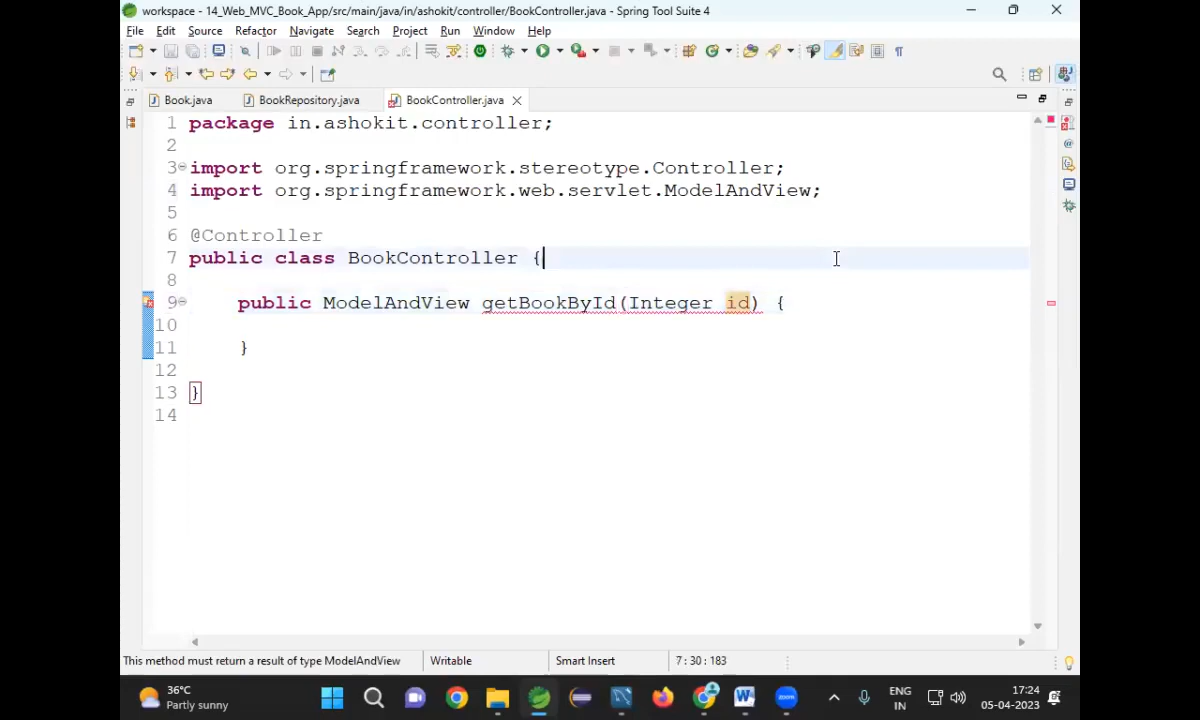 workspace - 14_Web_MVC_Book_App/src/main/java/in/ashokit/controller/BookController.java - Spring Tool Suite 4
File Edit Source Refactor Navigate Search Project Run Window Help
Book.java BookRepository.java BookController.java
1 package in.ashokit.controller;
2
3 import org.springframework.stereotype.Controller;
4 import org.springframework.web.servlet.ModelAndView;
5
6 @Controller
7 public class BookController {
8
9 public ModelAndView getBookById(Integer id) {
10
11 }
12
13 }
14
This method must return a result of type ModelAndView Writable Smart Insert 7 : 30 : 183
36°C
Partly sunny
ENG
IN
17:24
05-04-2023